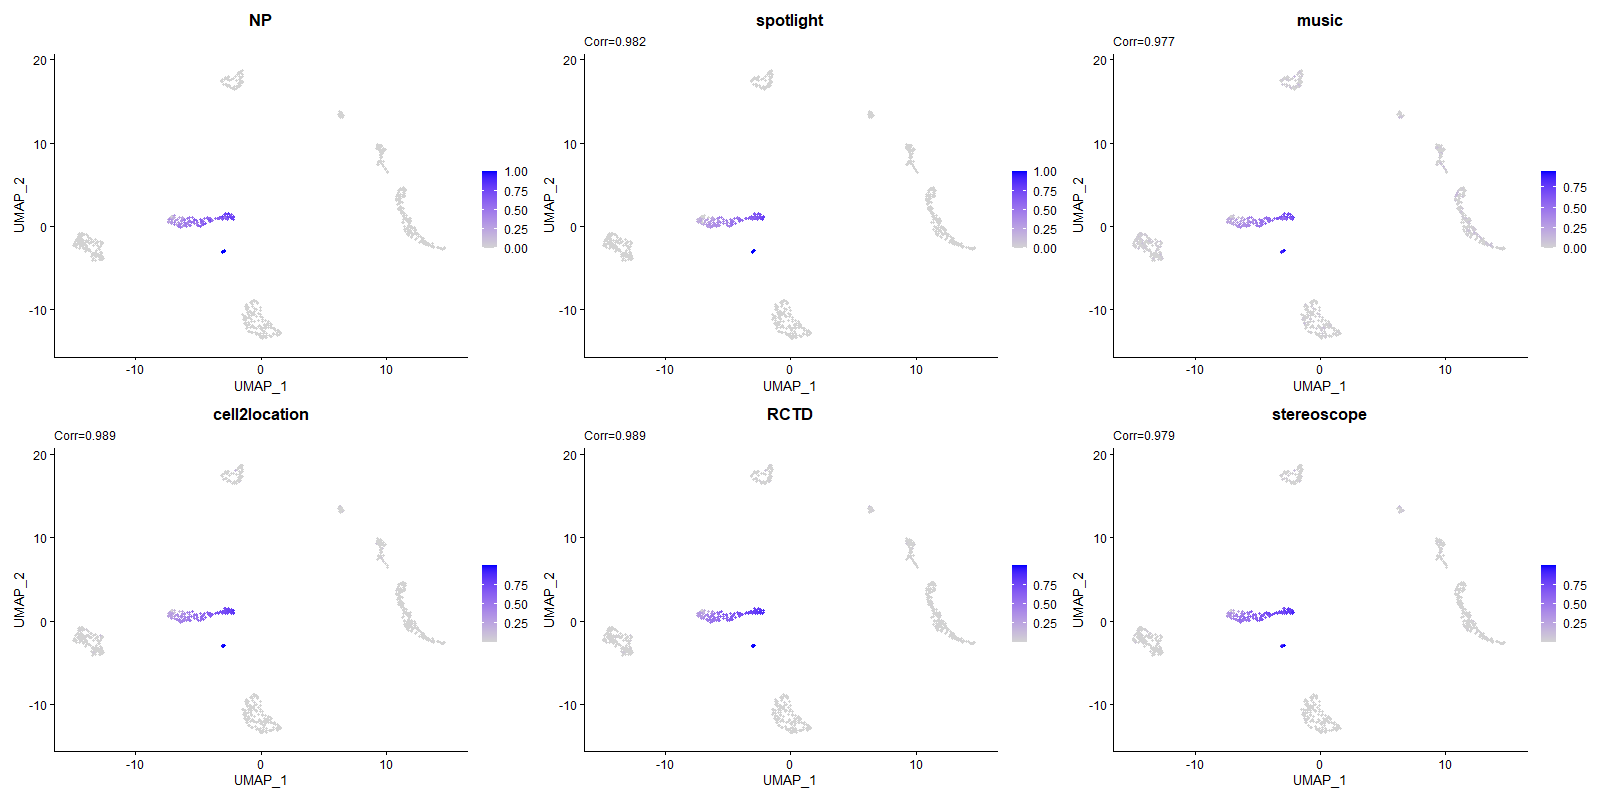 NP
20
10
0
-10
-10
0
10
UMAP_1
UMAP_2
1.00
0.75
0.50
0.25
0.00
spotlight
Corr=0.982
20
10
0
-10
-10
0
10
UMAP_1
UMAP_2
1.00
0.75
0.50
0.25
0.00
music
Corr=0.977
20
10
0
-10
-10
0
10
UMAP_1
UMAP_2
0.75
0.50
0.25
0.00
cell2location
Corr=0.989
20
10
0
-10
-10
0
10
UMAP_1
UMAP_2
0.75
0.50
0.25
RCTD
Corr=0.989
20
10
0
-10
-10
0
10
UMAP_1
UMAP_2
0.75
0.50
0.25
stereoscope
Corr=0.979
20
10
0
-10
-10
0
10
UMAP_1
UMAP_2
0.75
0.50
0.25